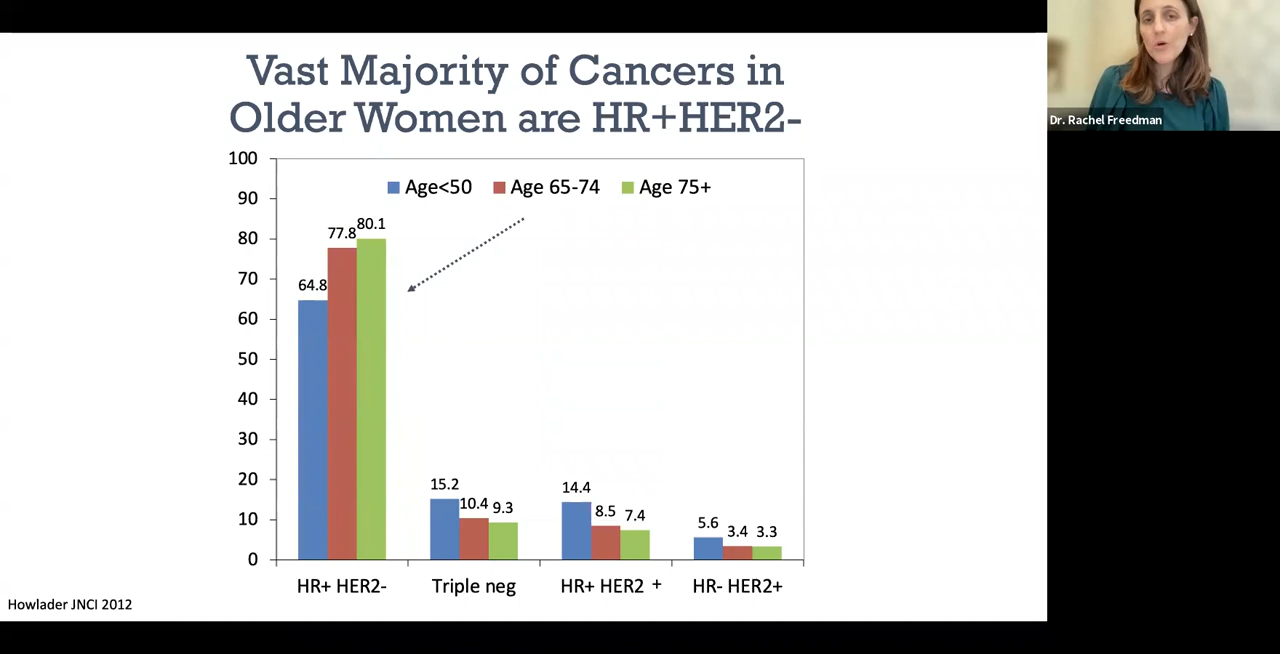 Vast Majority of Cancers in
Older Women are HR+HER2-
Dr. Rachel Freedman
100
90
80
70
60
50
40
30
20
10
0
Age<50 Age 65-74 Age 75+
64.8 77.8 80.1
15.2 10.4 9.3
14.4 8.5 7.4
5.6 3.4 3.3
HR+ HER2- Triple neg HR+ HER2 + HR- HER2+
Howlader JNCI 2012